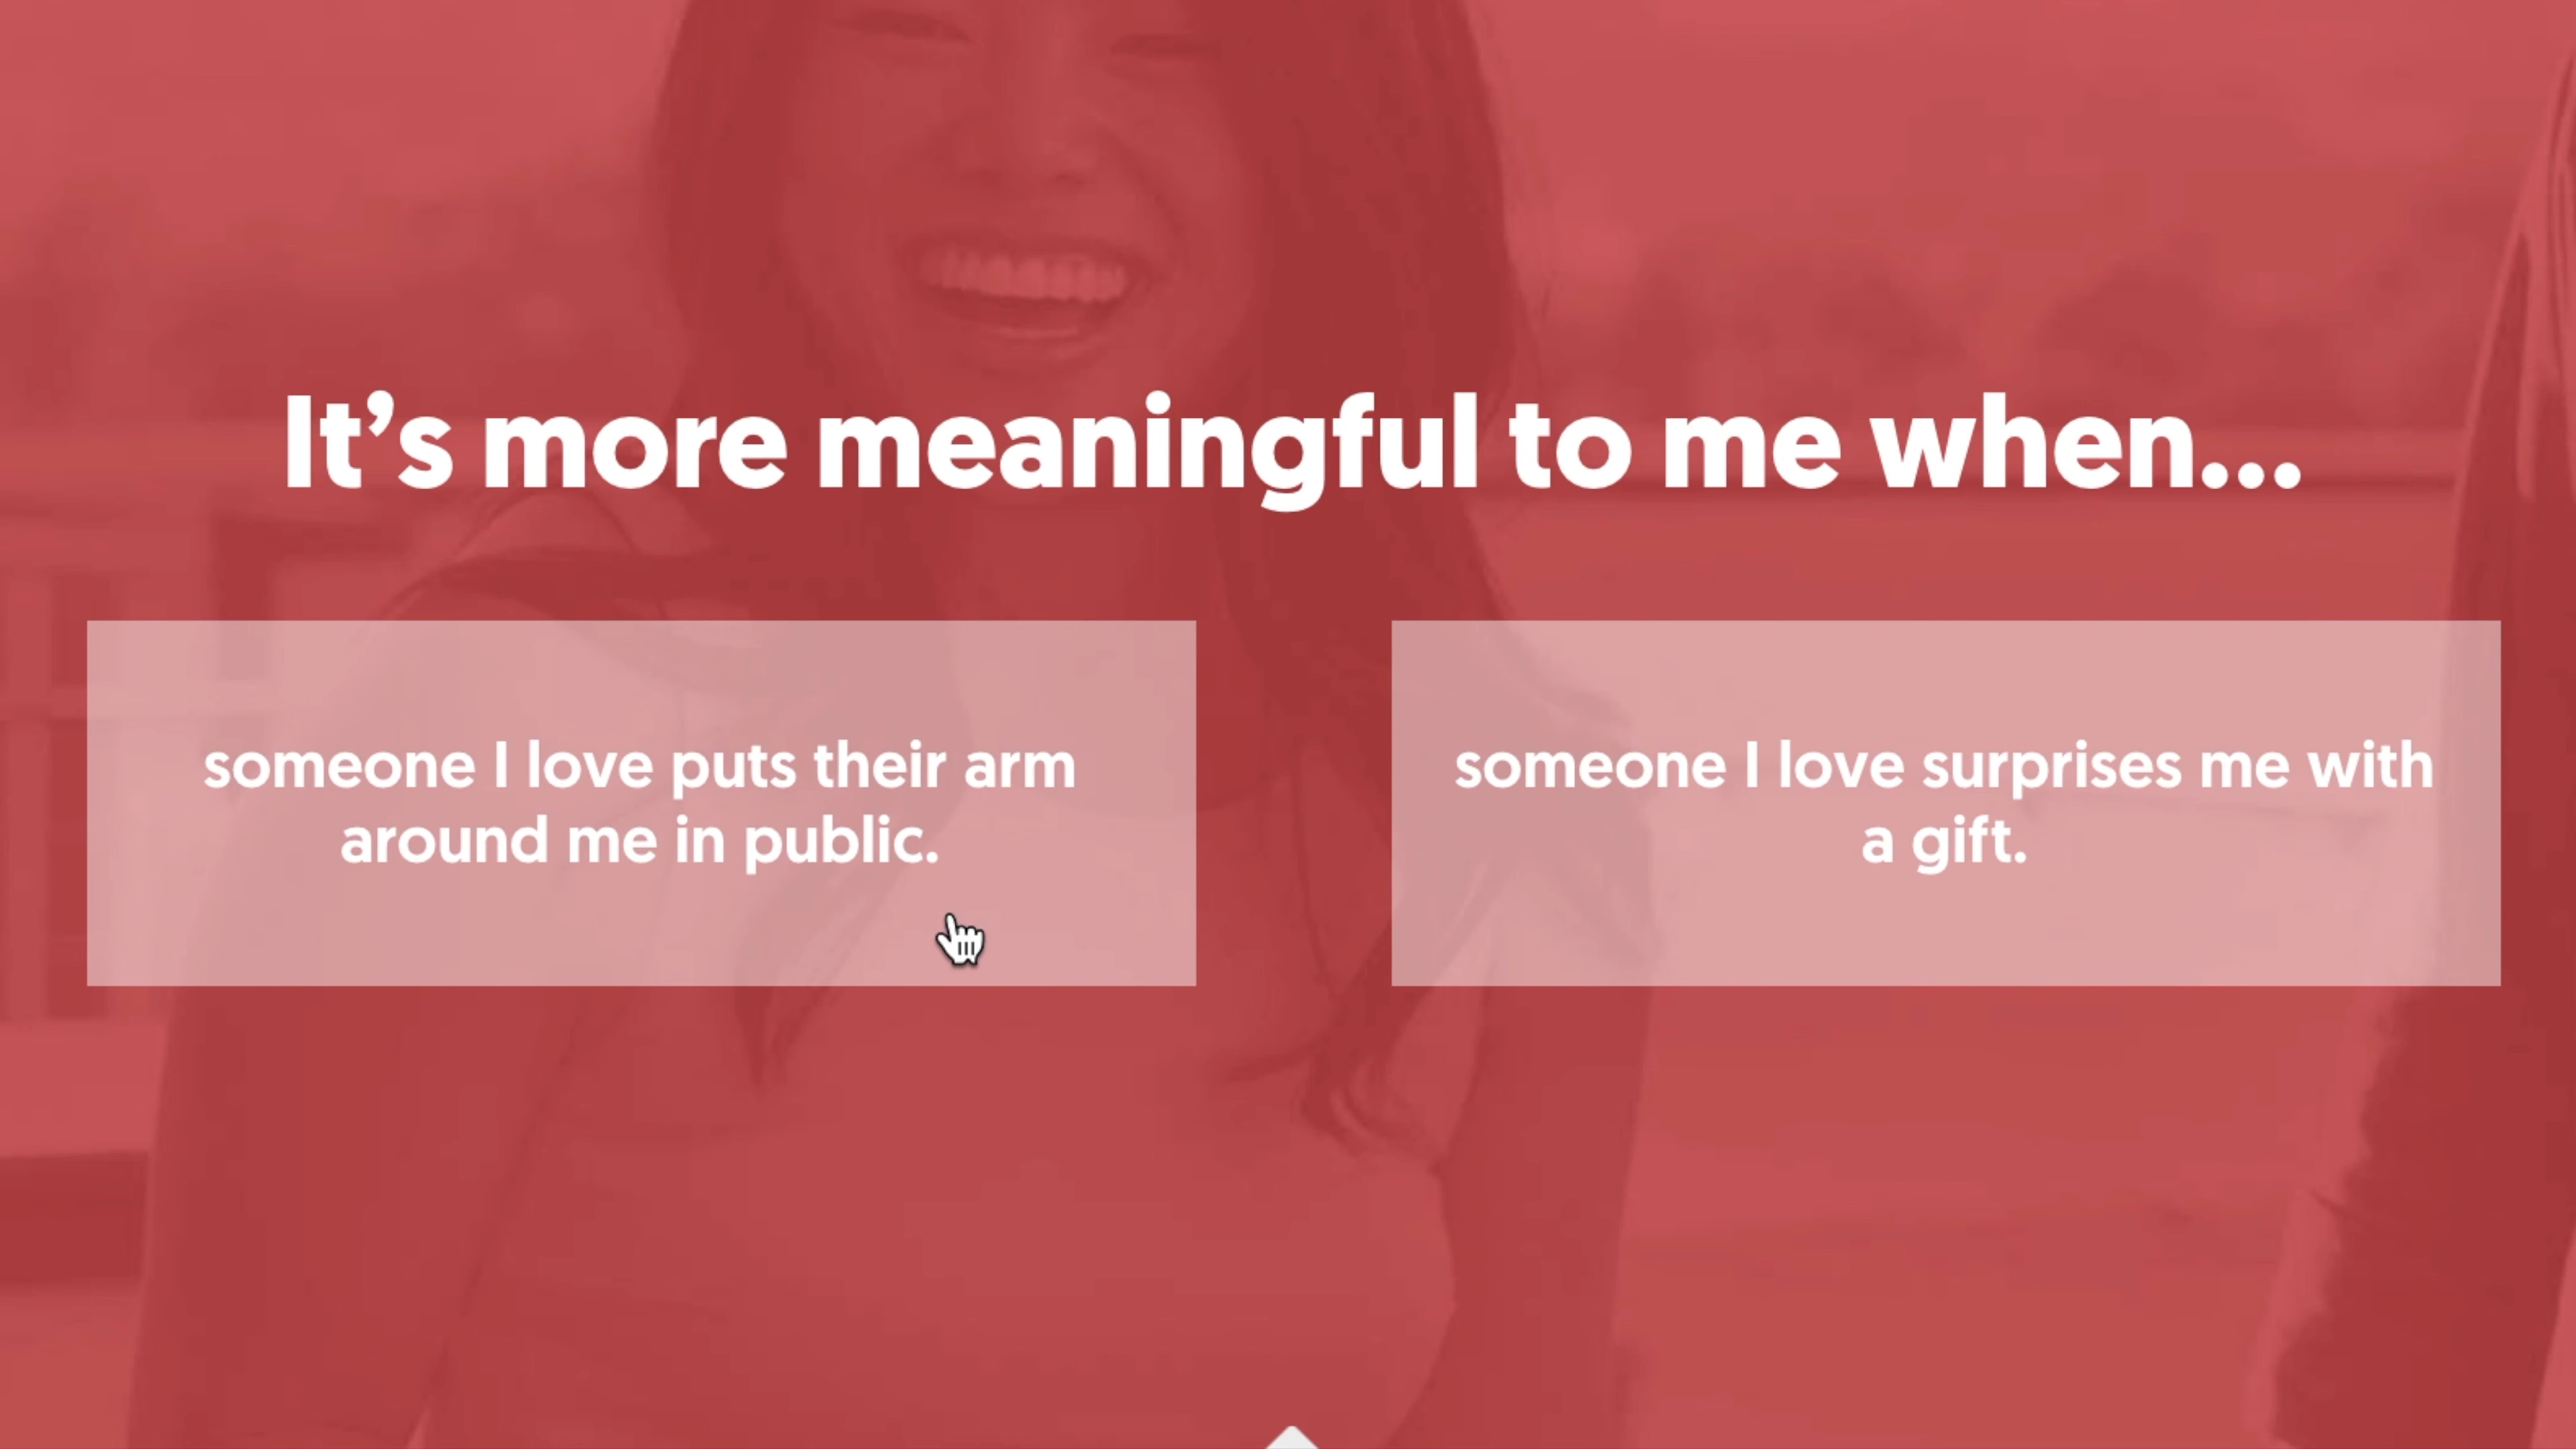 It’s more meaningful to me when...
someone I love puts their arm
around me in public.
someone I love surprises me with
a gift.